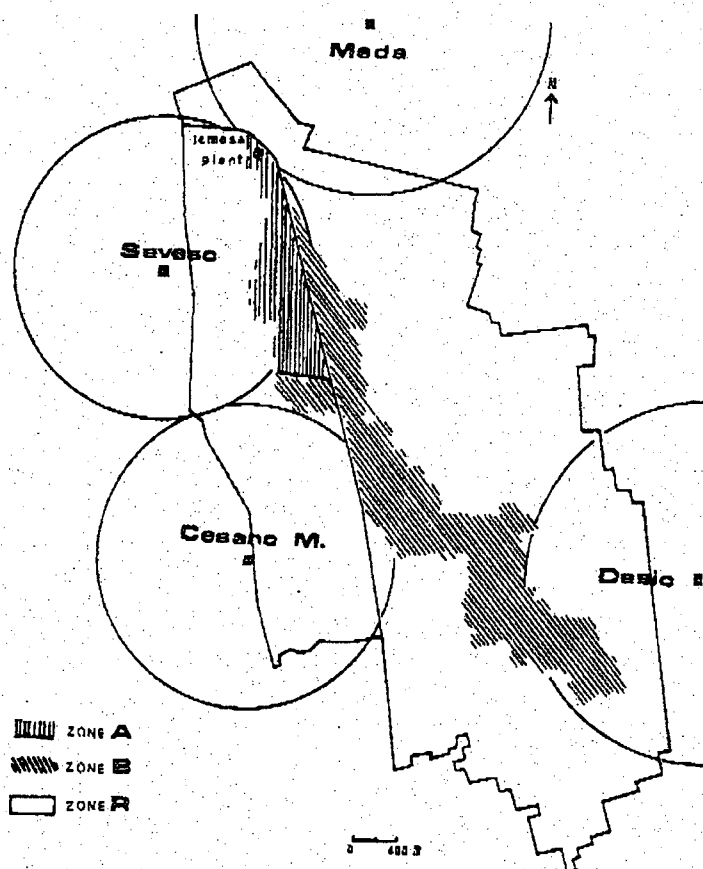 Meda
N
Icmesa
plant
Seveso
Cesano M.
Desio
ZONE A
ZONE B
ZONE R
0